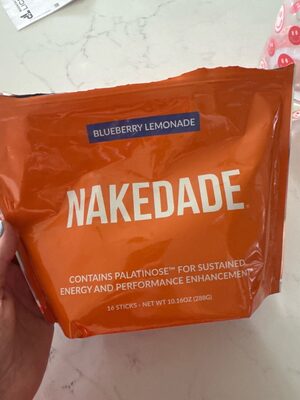 BLUEBERRY LEMONADE
NAKEDADE
CONTAINS PALATINOSE™ FOR SUSTAINED
ENERGY AND PERFORMANCE ENHANCEMENT
16 STICKS • NET WT 10.16OZ (288G)